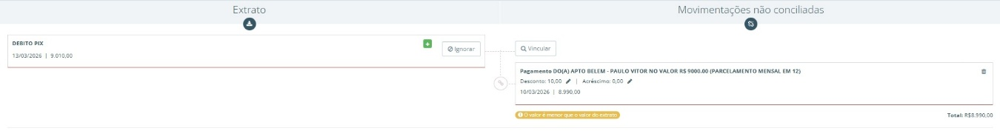 Extrato
Movimentações não conciliadas
DEBITO PIX
13/03/2026 | 9.010,00
Ignorar
Vincular
Pagamento DO(A) APTO BELEM - PAULO VITOR NO VALOR R$ 9000.00 (PARCELAMENTO MENSAL EM 12)
Desconto: 10,00 | Acréscimo: 0,00
10/03/2026 | 8.990,00
O valor é menor que o valor do extrato
Total: R$8.990,00